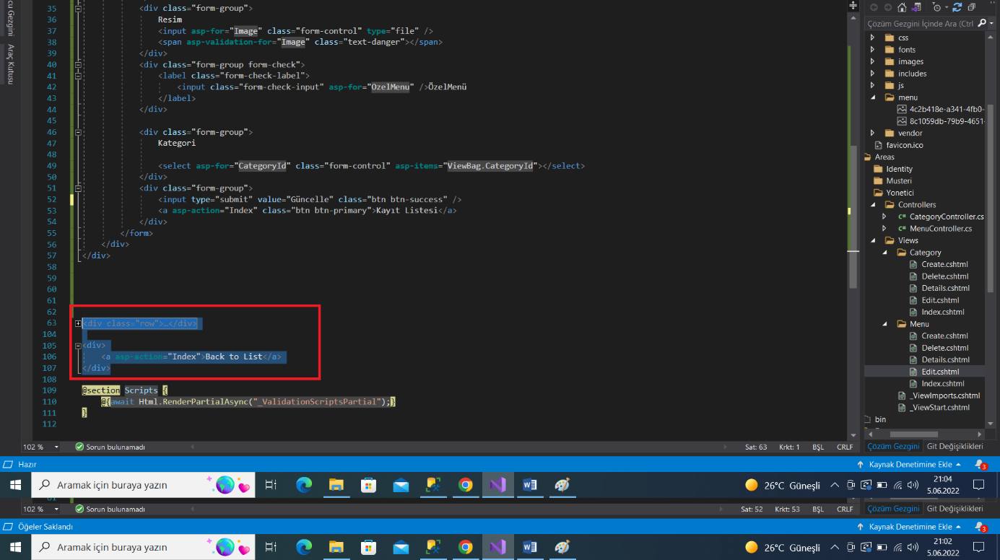 cu Gezgini
Araç Kutusu
35 <div class="form-group">
36 Resim
37 <input asp-for="Image" class="form-control" type="file" />
38 <span asp-validation-for="Image" class="text-danger"></span>
39 </div>
40 <div class="form-group form-check">
41 <label class="form-check-label">
42 <input class="form-check-input" asp-for="OzelMenu" />ÖzelMenü
43 </label>
44 </div>
45
46 <div class="form-group">
47 Kategori
48
49 <select asp-for="CategoryId" class="form-control" asp-items="ViewBag.CategoryId"></select>
50 </div>
51 <div class="form-group">
52 <input type="submit" value="Güncelle" class="btn btn-success" />
53 <a asp-action="Index" class="btn btn-primary">Kayıt Listesi</a>
54 </div>
55 </form>
56 </div>
57 </div>
58
59
60
61
62
63 <div class="row">…</div>
104
105 <div>
106 <a asp-action="Index">Back to List</a>
107 </div>
108
109 @section Scripts {
110 @{await Html.RenderPartialAsync("_ValidationScriptsPartial");}
111 }
112
102 % Sorun bulunamadı Sat: 63 Krkt: 1 BŞL CRLF
Çözüm Gezgini İçinde Ara (Ctrl
css
fonts
images
includes
js
menu
4c2b418e-a341-4fb0-
8c1059db-79b9-4651-
vendor
favicon.ico
Areas
Identity
Musteri
Yonetici
Controllers
C# CategoryController.cs
C# MenuController.cs
Views
Category
Create.cshtml
Delete.cshtml
Details.cshtml
Edit.cshtml
Index.cshtml
Menu
Create.cshtml
Delete.cshtml
Details.cshtml
Edit.cshtml
Index.cshtml
_ViewImports.cshtml
_ViewStart.cshtml
bin
Çözüm Gezgini Git Değişiklikleri
Hazır Kaynak Denetimine Ekle 3
Aramak için buraya yazın 26°C Güneşli 21:04
5.06.2022
102 % Sorun bulunamadı Sat: 52 Krkt: 53 BŞL CRLF Çözüm Gezgini Git Değişiklikleri
Öğeler Saklandı Kaynak Denetimine Ekle 3
Aramak için buraya yazın 26°C Güneşli 21:02
5.06.2022